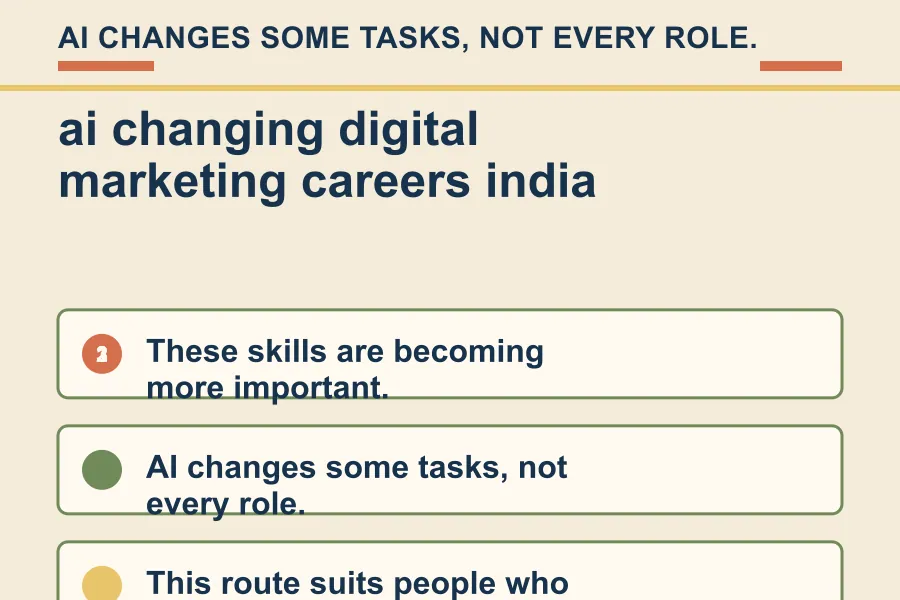 AI CHANGES SOME TASKS, NOT EVERY ROLE.
ai changing digital
marketing careers india
These skills are becoming
more important.
AI changes some tasks, not
every role.
This route suits people who